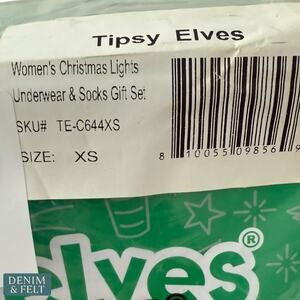 Tipsy Elves
Women's Christmas Lights
Underwear & Socks Gift Set
SKU# TE-C644XS
SIZE: XS
8 10055 09856 9
elves®
DENIM
& FELT